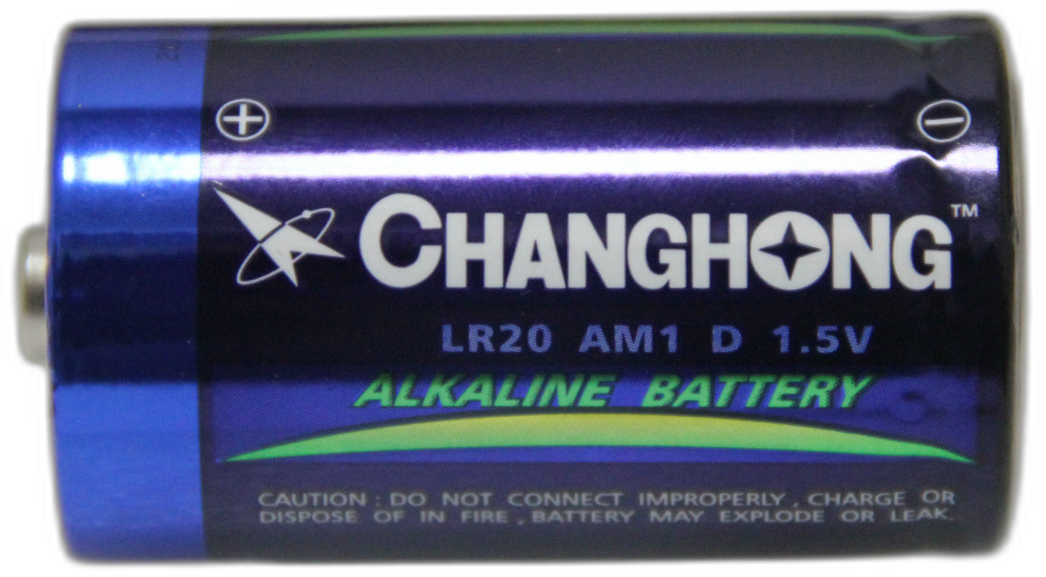 CHANGHONG™
LR20 AM1 D 1.5V
ALKALINE BATTERY
CAUTION : DO NOT CONNECT IMPROPERLY , CHARGE OR
DISPOSE OF IN FIRE , BATTERY MAY EXPLODE OR LEAK.